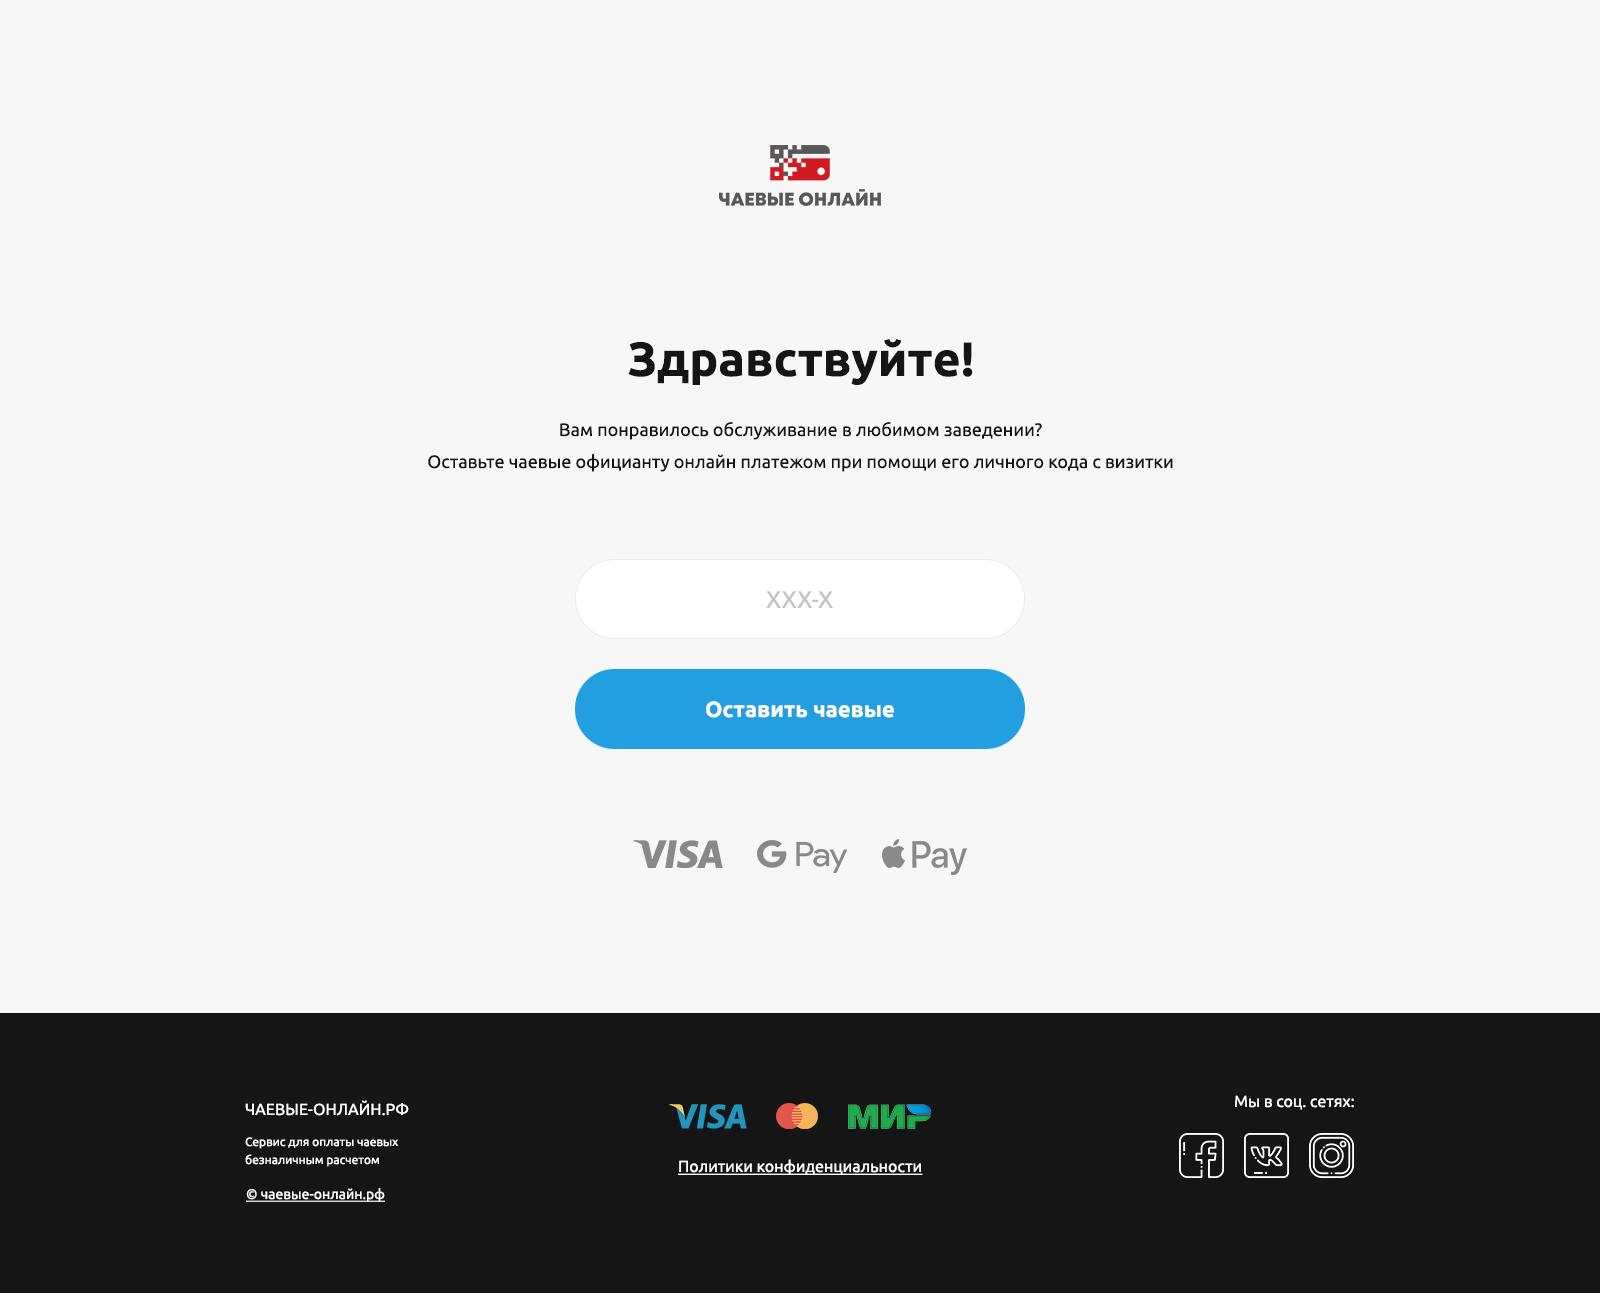 ЧАЕВЫЕ ОНЛАЙН
Здравствуйте!
Вам понравилось обслуживание в любимом заведении?
Оставьте чаевые официанту онлайн платежом при помощи его личного кода с визитки
XXX-X
Оставить чаевые
VISA G Pay Pay
ЧАЕВЫЕ-ОНЛАЙН.РФ
Сервис для оплаты чаевых
безналичным расчетом
© чаевые-онлайн.рф
VISA МИР
Политики конфиденциальности
Мы в соц. сетях: